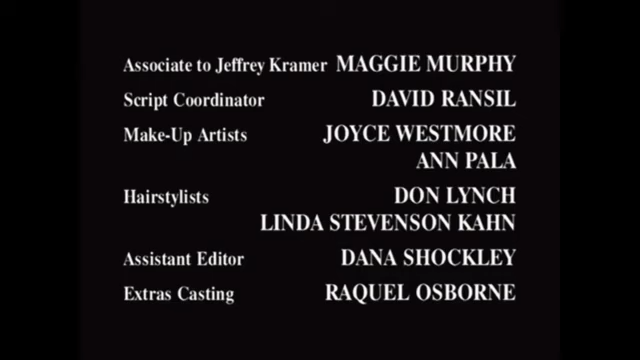 Associate to Jeffrey Kramer MAGGIE MURPHY
Script Coordinator DAVID RANSIL
Make-Up Artists JOYCE WESTMORE
ANN PALA
Hairstylists DON LYNCH
LINDA STEVENSON KAHN
Assistant Editor DANA SHOCKLEY
Extras Casting RAQUEL OSBORNE